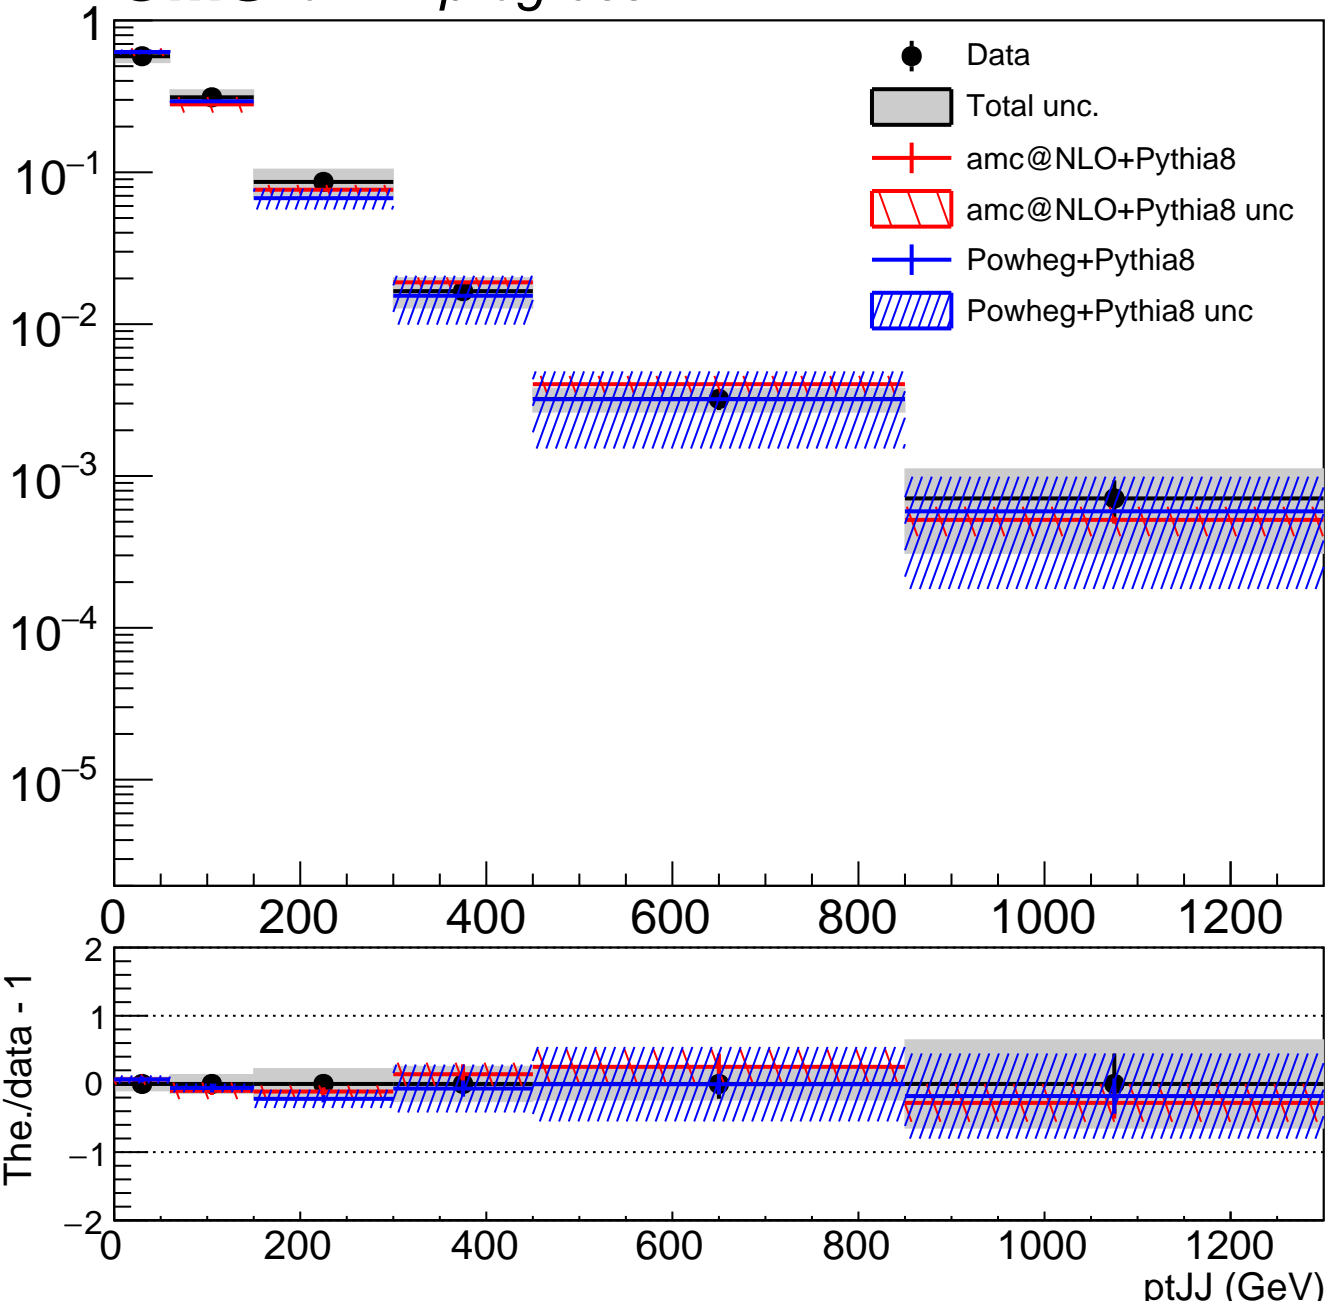 1
Data
Total unc.
10⁻¹
amc@NLO+Pythia8
amc@NLO+Pythia8 unc
Powheg+Pythia8
10⁻²
Powheg+Pythia8 unc
10⁻³
10⁻⁴
10⁻⁵
0 200 400 600 800 1000 1200
2
1
0
−1
−2
The./data - 1
0 200 400 600 800 1000 1200
ptJJ (GeV)